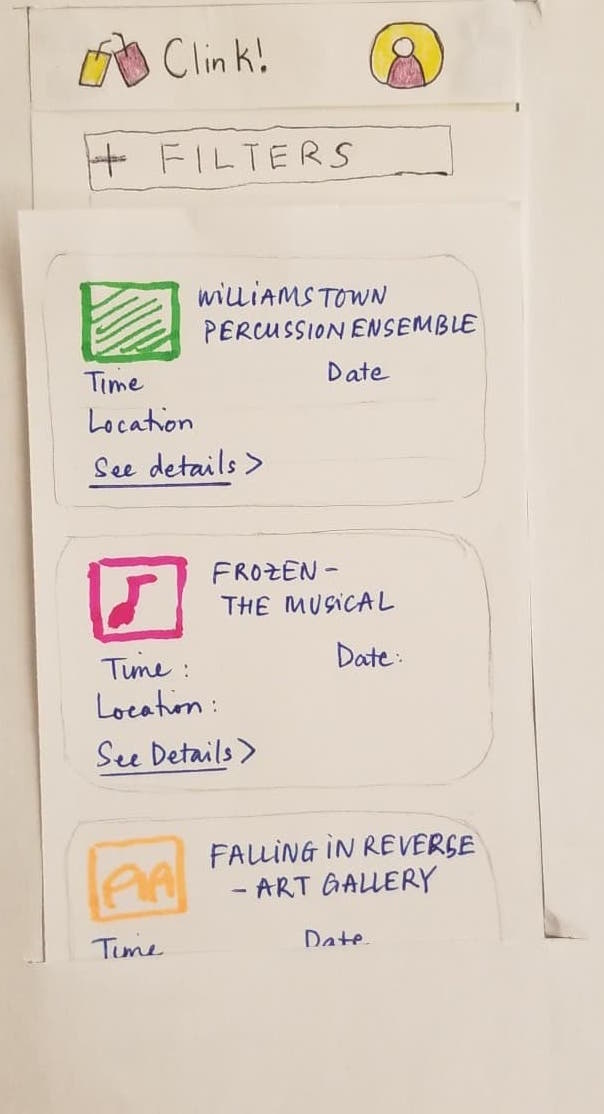 Clink!
+ FILTERS
WILLIAMSTOWN
PERCUSSION ENSEMBLE
Time Date
Location
See details >
FROZEN -
THE MUSICAL
Time : Date:
Location :
See Details >
FALLING IN REVERSE
- ART GALLERY
Time Date